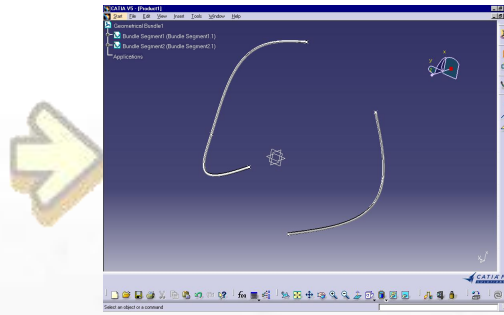 CATIA V5 - [Product1]
Start File Edit View Insert Tools Window Help
Geometrical Bundle1
Bundle Segment1 (Bundle Segment1.1)
Bundle Segment2 (Bundle Segment2.1)
Applications
x
y
f(x)
CATIA
Select an object or a command